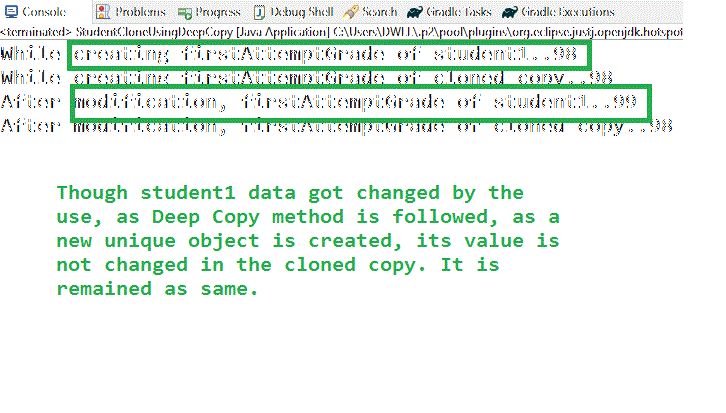 Console Problems Progress Debug Shell Search Gradle Tasks Gradle Executions
<terminated> StudentCloneUsingDeepCopy [Java Application] C:\Users\DWLL\.p2\pool\plugins\org.eclipse.justj.openjdk.hotspot
While creating firstAttemptGrade of student1..98
While creating firstAttemptGrade of cloned copy..98
After modification, firstAttemptGrade of student1..99
After modification, firstAttemptGrade of cloned copy..98
Though student1 data got changed by the
use, as Deep Copy method is followed, as a
new unique object is created, its value is
not changed in the cloned copy. It is
remained as same.